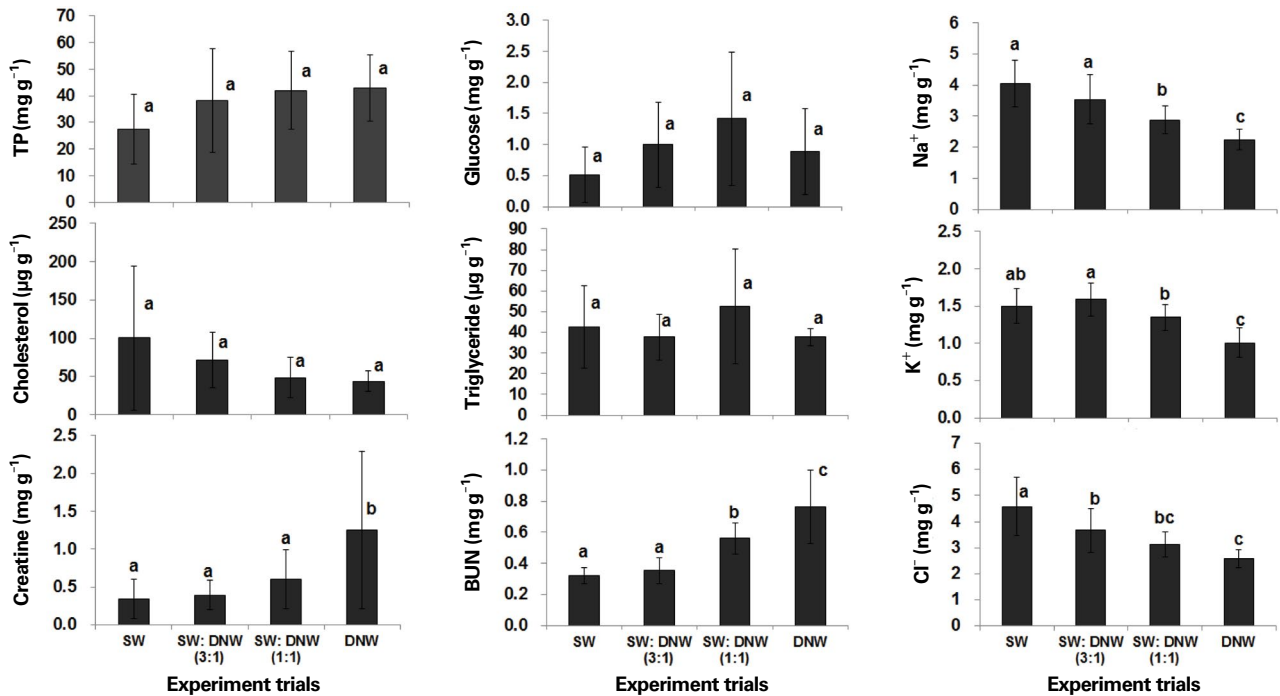 TP (mg g⁻¹)
70
60
50
40
30
20
10
0
a
a
a
a
Glucose (mg g⁻¹)
3.0
2.5
2.0
1.5
1.0
0.5
0.0
a
a
a
a
Na⁺ (mg g⁻¹)
6
5
4
3
2
1
0
a
a
b
c
Cholesterol (µg g⁻¹)
250
200
150
100
50
0
a
a
a
a
Triglyceride (µg g⁻¹)
90
80
70
60
50
40
30
20
10
0
a
a
a
a
K⁺ (mg g⁻¹)
2.5
2.0
1.5
1.0
0.5
0.0
ab
a
b
c
Creatine (mg g⁻¹)
2.5
2.0
1.5
1.0
0.5
0.0
a
a
a
b
SW
SW: DNW
(3:1)
SW: DNW
(1:1)
DNW
Experiment trials
BUN (mg g⁻¹)
1.2
1.0
0.8
0.6
0.4
0.2
0.0
a
a
b
c
SW
SW: DNW
(3:1)
SW: DNW
(1:1)
DNW
Experiment trials
Cl⁻ (mg g⁻¹)
7
6
5
4
3
2
1
0
a
b
bc
c
SW
SW: DNW
(3:1)
SW: DNW
(1:1)
DNW
Experiment trials